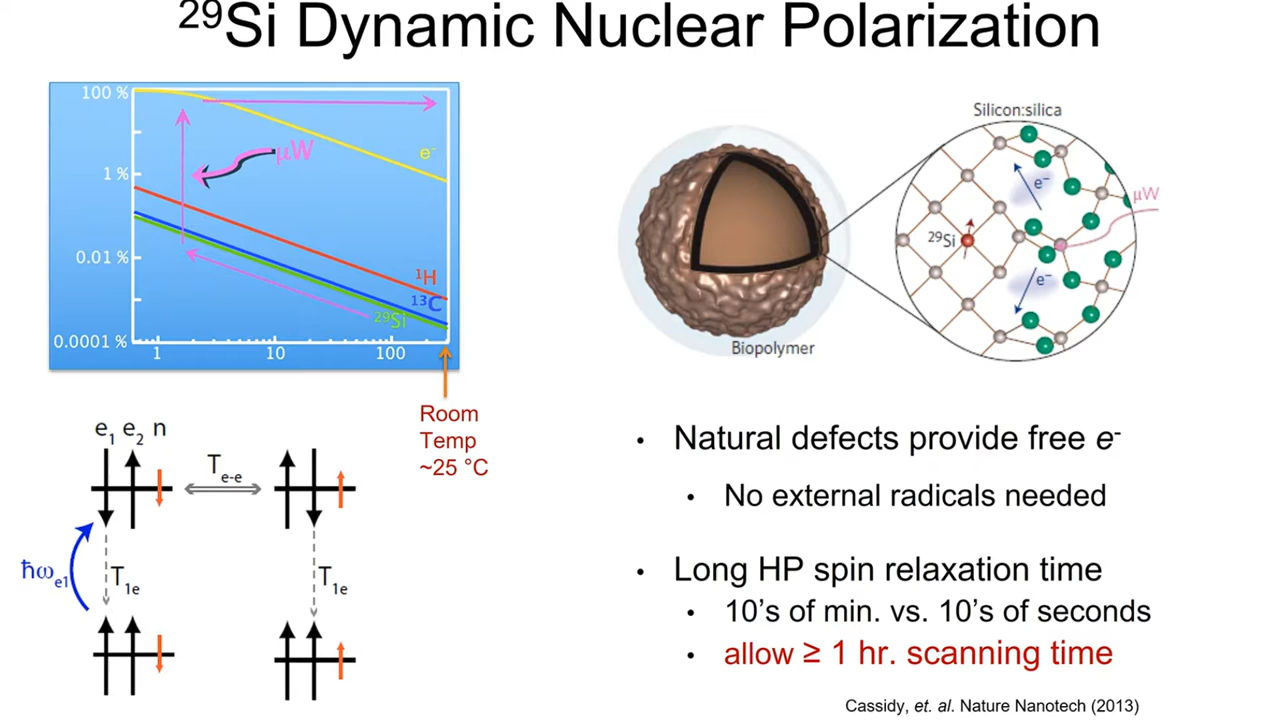 ²⁹Si Dynamic Nuclear Polarization
100 %
1 %
0.01 %
0.0001 %
µW
e⁻
¹H
¹³C
²⁹Si
1 10 100
Room
Temp
~25 °C
Silicon:silica
e⁻
µW
²⁹Si
e⁻
Biopolymer
e₁ e₂ n
Tₑ₋ₑ
ħωₑ₁
T₁ₑ
T₁ₑ
• Natural defects provide free e⁻
• No external radicals needed
• Long HP spin relaxation time
• 10’s of min. vs. 10’s of seconds
• allow ≥ 1 hr. scanning time
Cassidy, et. al. Nature Nanotech (2013)